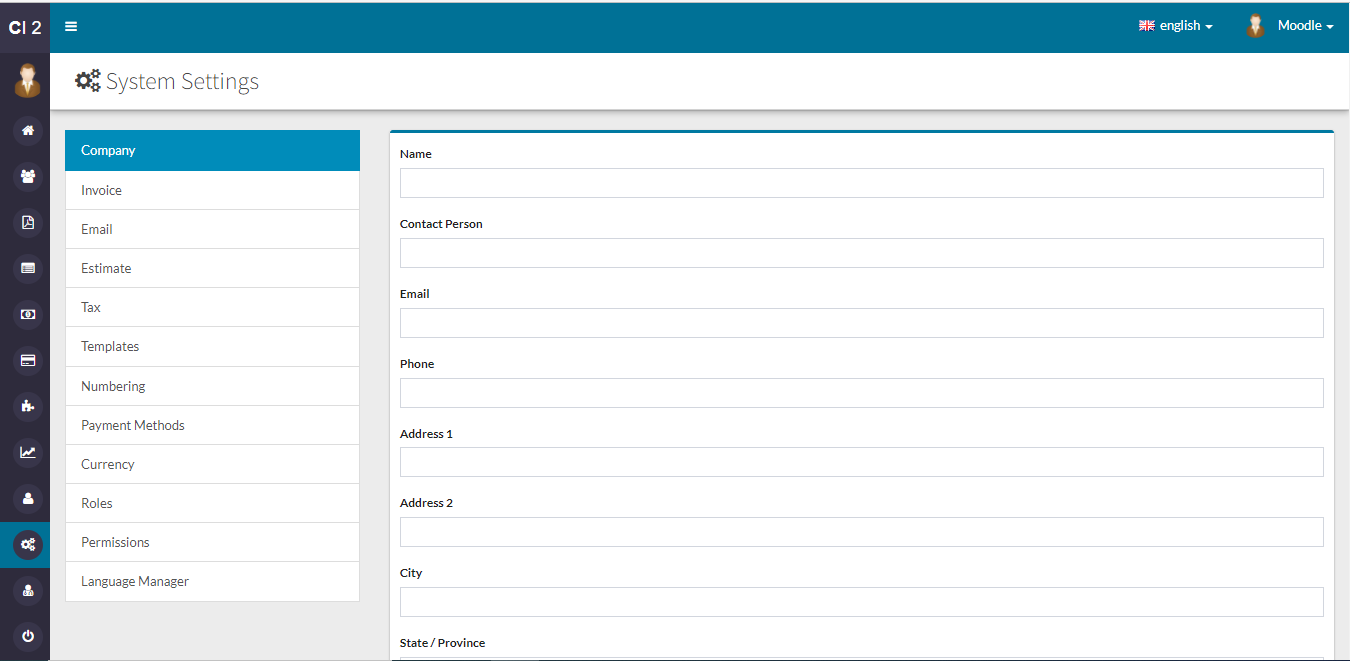 CI 2
english
Moodle
System Settings
Company
Invoice
Email
Estimate
Tax
Templates
Numbering
Payment Methods
Currency
Roles
Permissions
Language Manager
Name
Contact Person
Email
Phone
Address 1
Address 2
City
State / Province